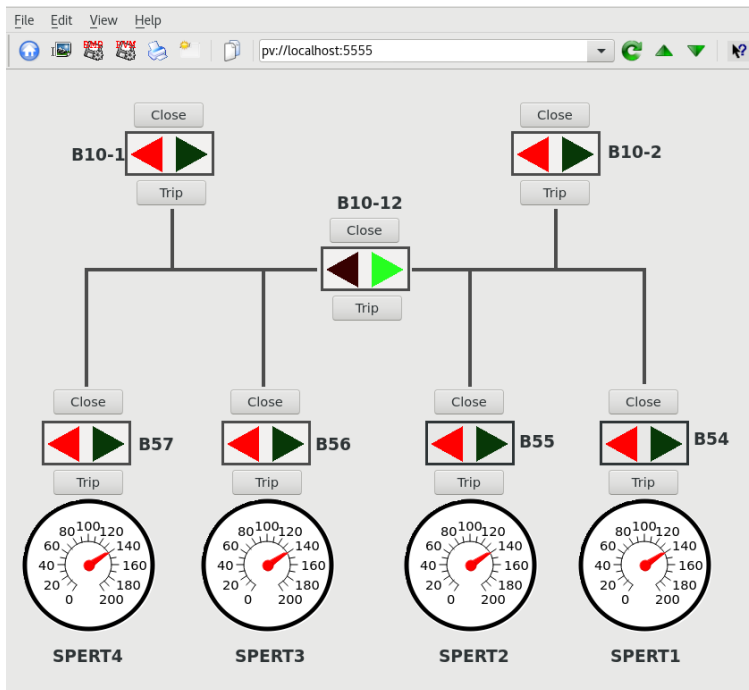 File Edit View Help
pv://localhost:5555
Close
Close
B10-1
B10-2
Trip
Trip
B10-12
Close
Trip
Close
Close
Close
Close
B57
B56
B55
B54
Trip
Trip
Trip
Trip
0 20 40 60 80 100 120 140 160 180 200
0 20 40 60 80 100 120 140 160 180 200
0 20 40 60 80 100 120 140 160 180 200
0 20 40 60 80 100 120 140 160 180 200
SPERT4
SPERT3
SPERT2
SPERT1